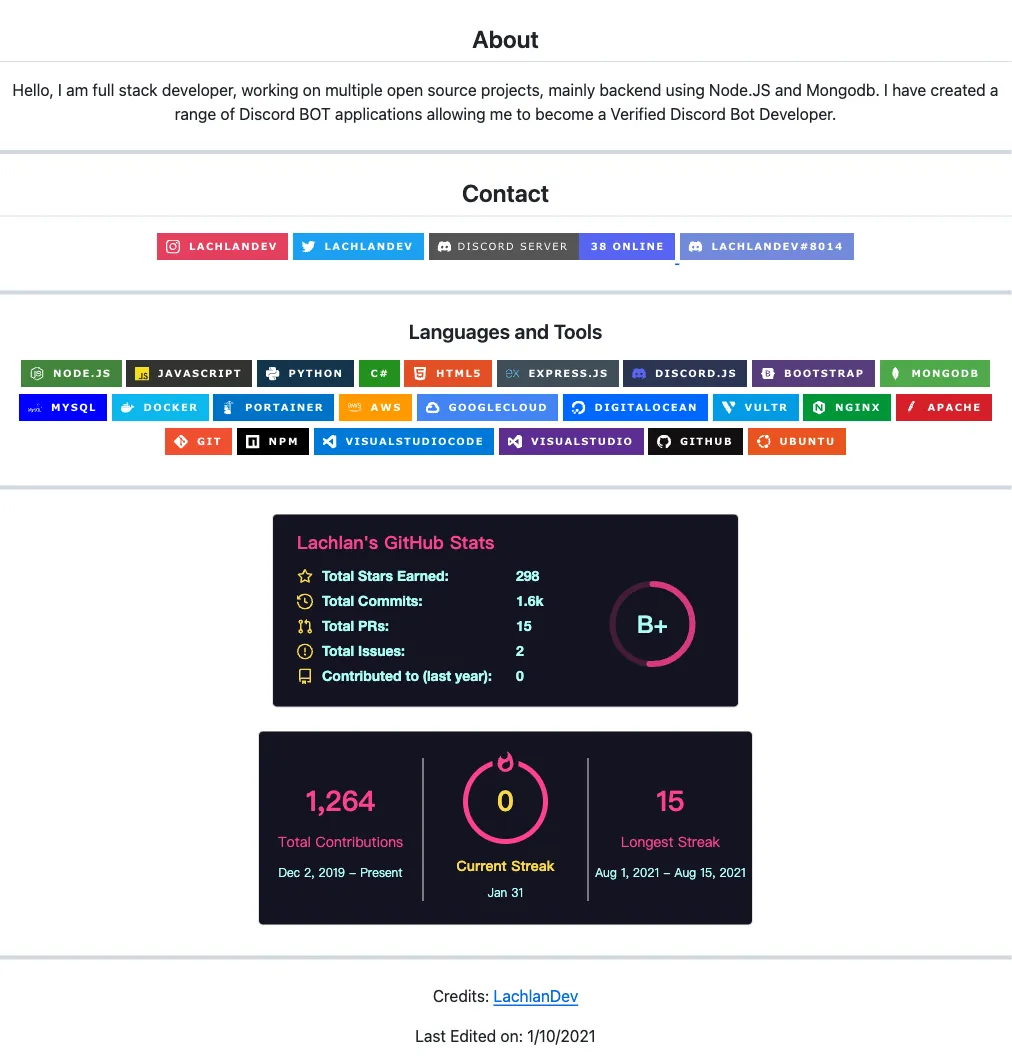 About
Hello, I am full stack developer, working on multiple open source projects, mainly backend using Node.JS and Mongodb. I have created a
range of Discord BOT applications allowing me to become a Verified Discord Bot Developer.
Contact
LACHLANDEV LACHLANDEV DISCORD SERVER 38 ONLINE LACHLANDEV#8014
Languages and Tools
NODE.JS JS JAVASCRIPT PYTHON C# HTML5 EX EXPRESS.JS DISCORD.JS B BOOTSTRAP MONGODB
MySQL MYSQL DOCKER PORTAINER aws AWS GOOGLECLOUD DIGITALOCEAN VULTR N NGINX APACHE
GIT NPM VISUALSTUDIOCODE VISUALSTUDIO GITHUB UBUNTU
Lachlan's GitHub Stats
Total Stars Earned: 298
Total Commits: 1.6k
Total PRs: 15
Total Issues: 2
Contributed to (last year): 0
B+
1,264
Total Contributions
Dec 2, 2019 – Present
0
Current Streak
Jan 31
15
Longest Streak
Aug 1, 2021 – Aug 15, 2021
Credits: LachlanDev
Last Edited on: 1/10/2021